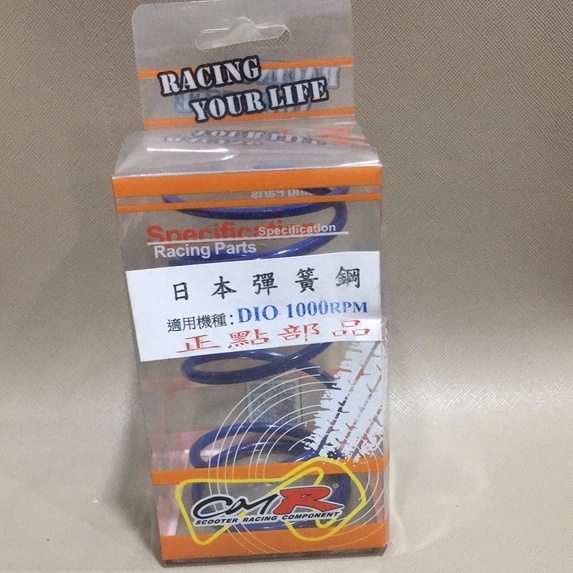 RACING
YOUR LIFE
Specification
Specification
Racing Parts
日本彈簧鋼
適用機種:DIO 1000RPM
正點部品
CMR
SCOOTER RACING COMPONENT